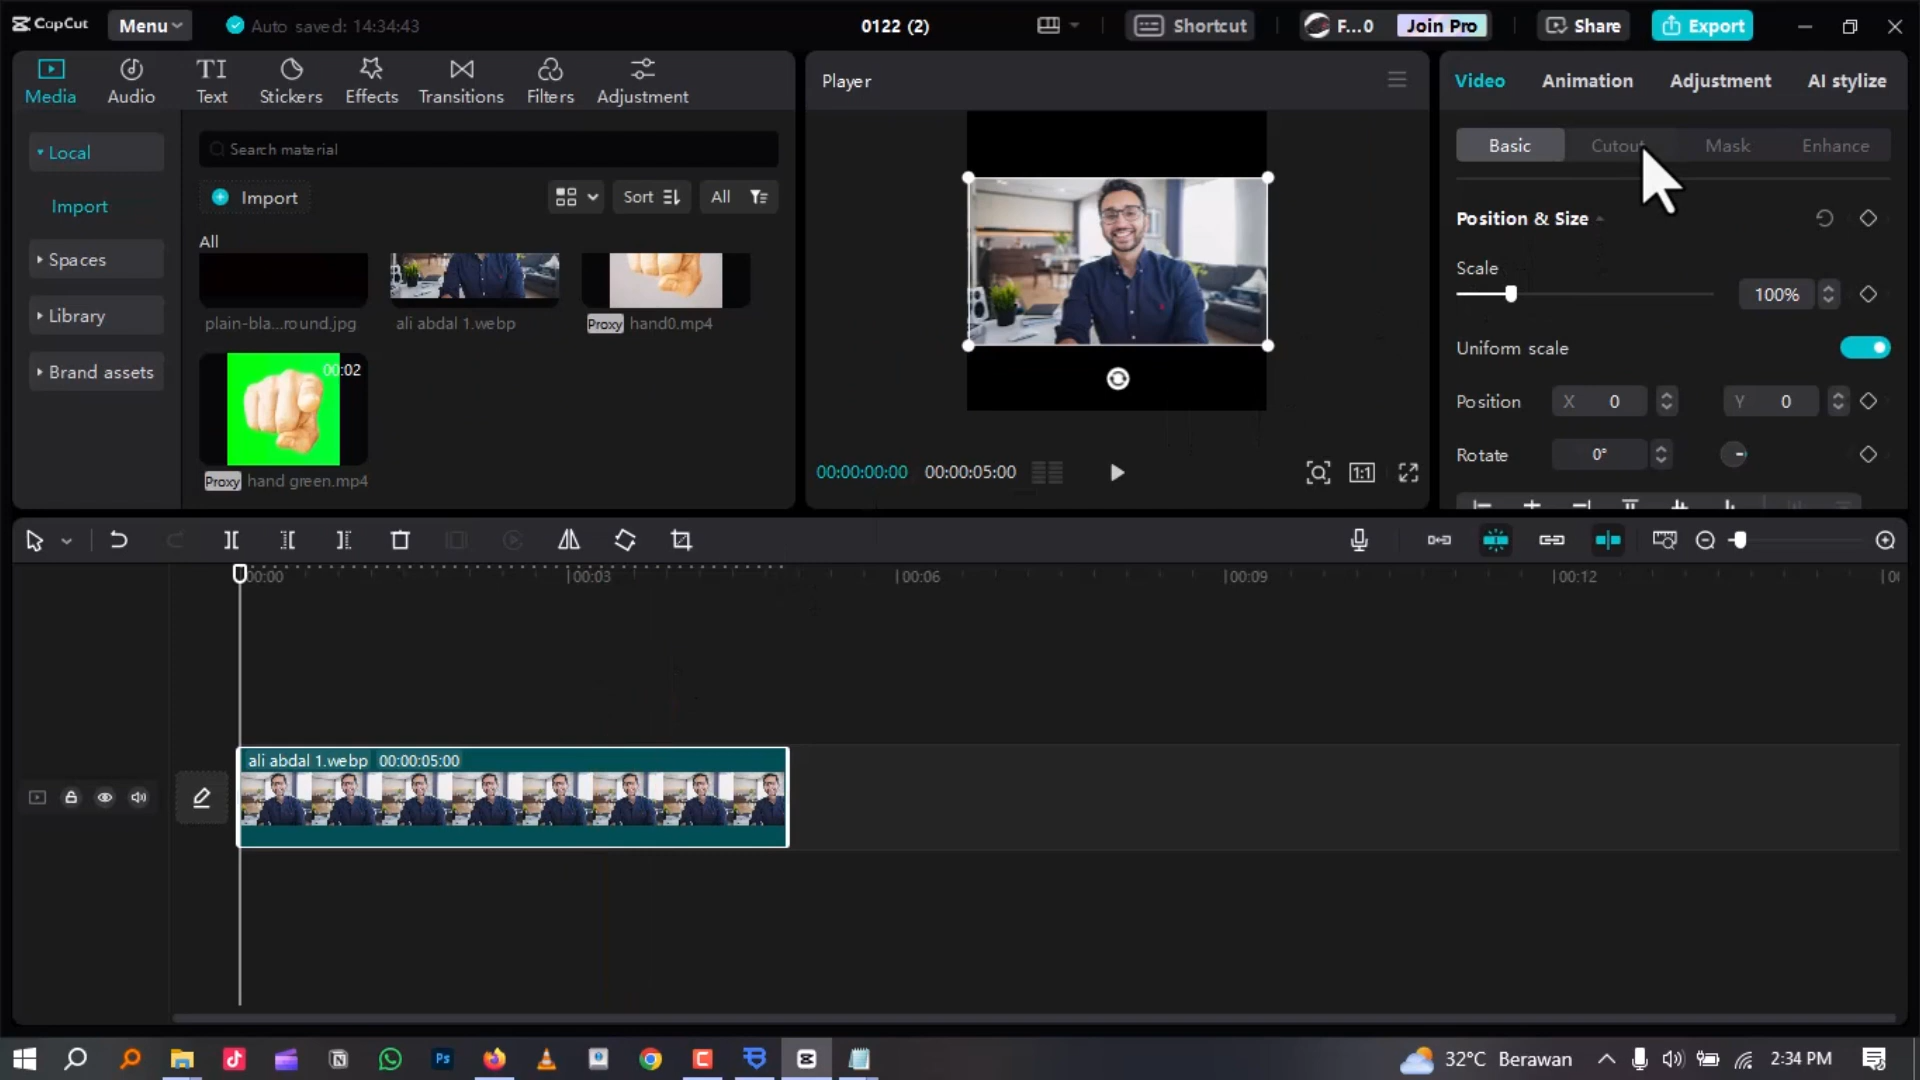 CapCut
Menu
Auto saved: 14:34:43
0122 (2)
Shortcut
F...0
Join Pro
Share
Export
Media
Audio
TI
Text
Stickers
Effects
Transitions
Filters
Adjustment
Player
Video
Animation
Adjustment
AI stylize
Local
Import
Spaces
Library
Brand assets
Search material
Import
Sort
All
All
plain-bla...round.jpg
ali abdal 1.webp
Proxy hand0.mp4
00:02
Proxy hand green.mp4
00:00:00:00
00:00:05:00
1:1
Basic
Cutout
Mask
Enhance
Position & Size
Scale
100%
Uniform scale
Position
X 0
Y 0
Rotate
0°
00:00
00:03
00:06
00:09
00:12
ali abdal 1.webp 00:00:05:00
Ps
32°C Berawan
2:34 PM